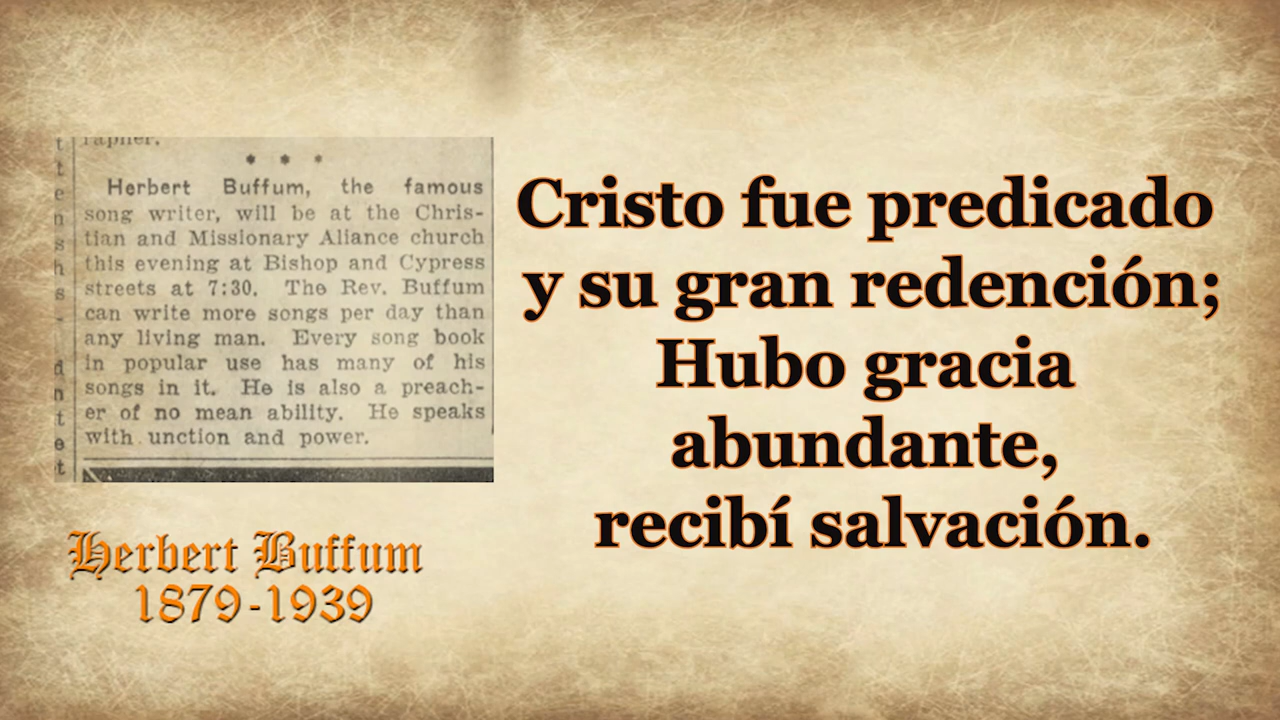 rapher.
* * *
Herbert Buffum, the famous
song writer, will be at the Chris-
tian and Missionary Aliance church
this evening at Bishop and Cypress
streets at 7:30. The Rev. Buffum
can write more songs per day than
any living man. Every song book
in popular use has many of his
songs in it. He is also a preach-
er of no mean ability. He speaks
with unction and power.
Herbert Buffum
1879-1939
Cristo fue predicado
y su gran redención;
Hubo gracia
abundante,
recibí salvación.